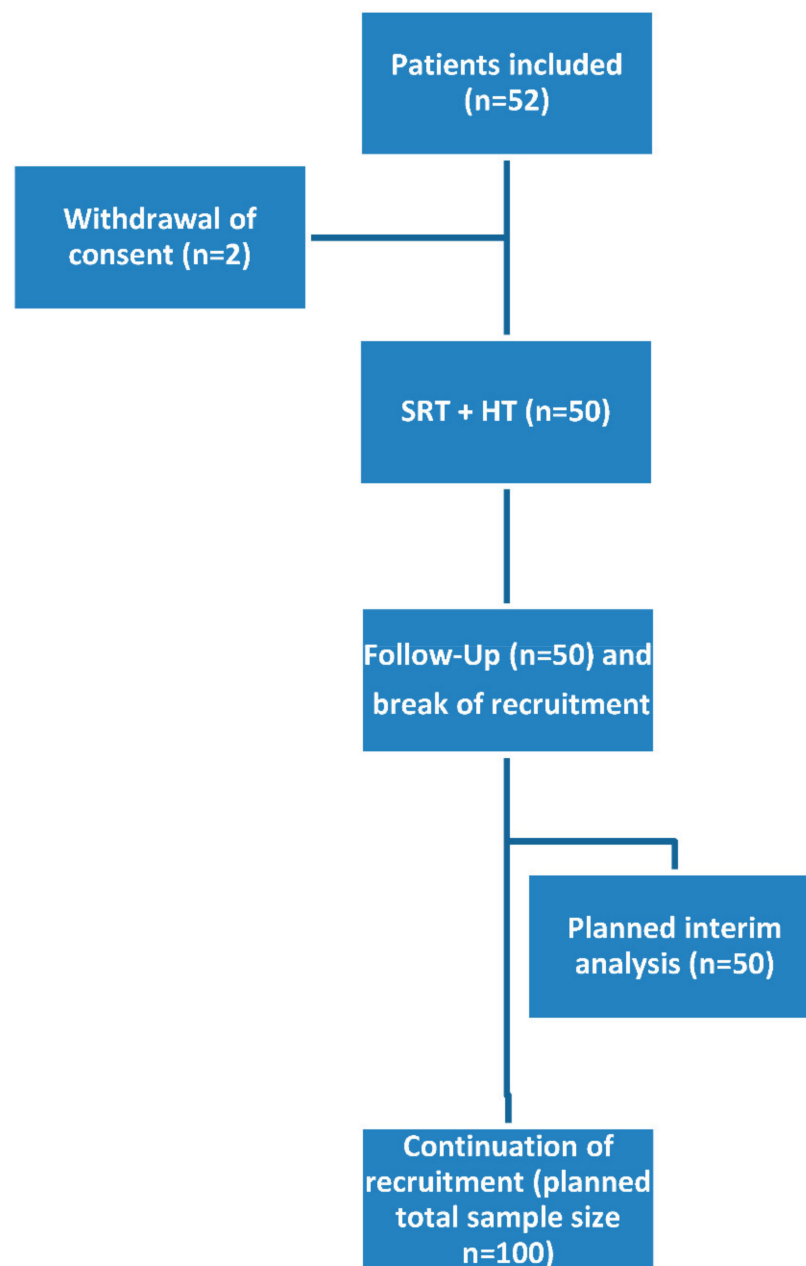 Patients included
(n=52)
Withdrawal of
consent (n=2)
SRT + HT (n=50)
Follow-Up (n=50) and
break of recruitment
Planned interim
analysis (n=50)
Continuation of
recruitment (planned
total sample size
n=100)